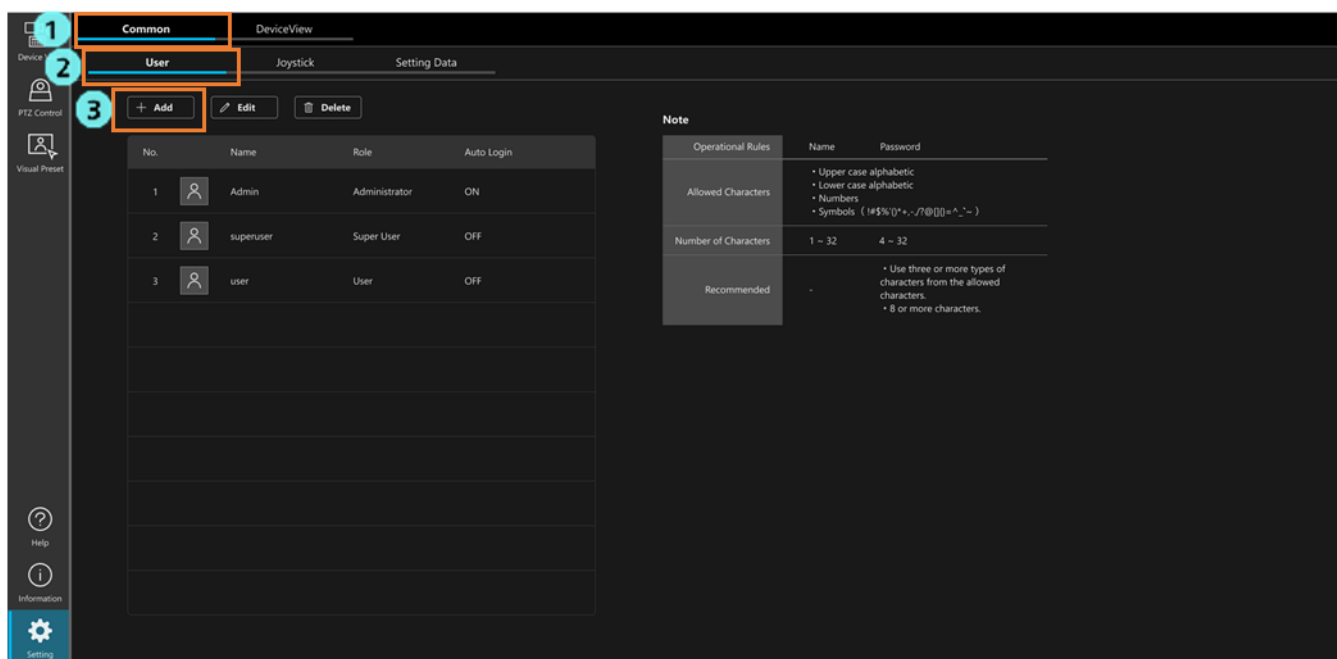 1
Common
DeviceView
Device
2
User
Joystick
Setting Data
PTZ Control
3
+ Add
Edit
Delete
Visual Preset
No.
Name
Role
Auto Login
1
Admin
Administrator
ON
2
superuser
Super User
OFF
3
user
User
OFF
Note
Operational Rules
Name
Password
Allowed Characters
• Upper case alphabetic
• Lower case alphabetic
• Numbers
• Symbols
Number of Characters
1 ~ 32
4 ~ 32
Recommended
-
• Use three or more types of
characters from the allowed
characters.
• 8 or more characters.
Help
Information
Setting